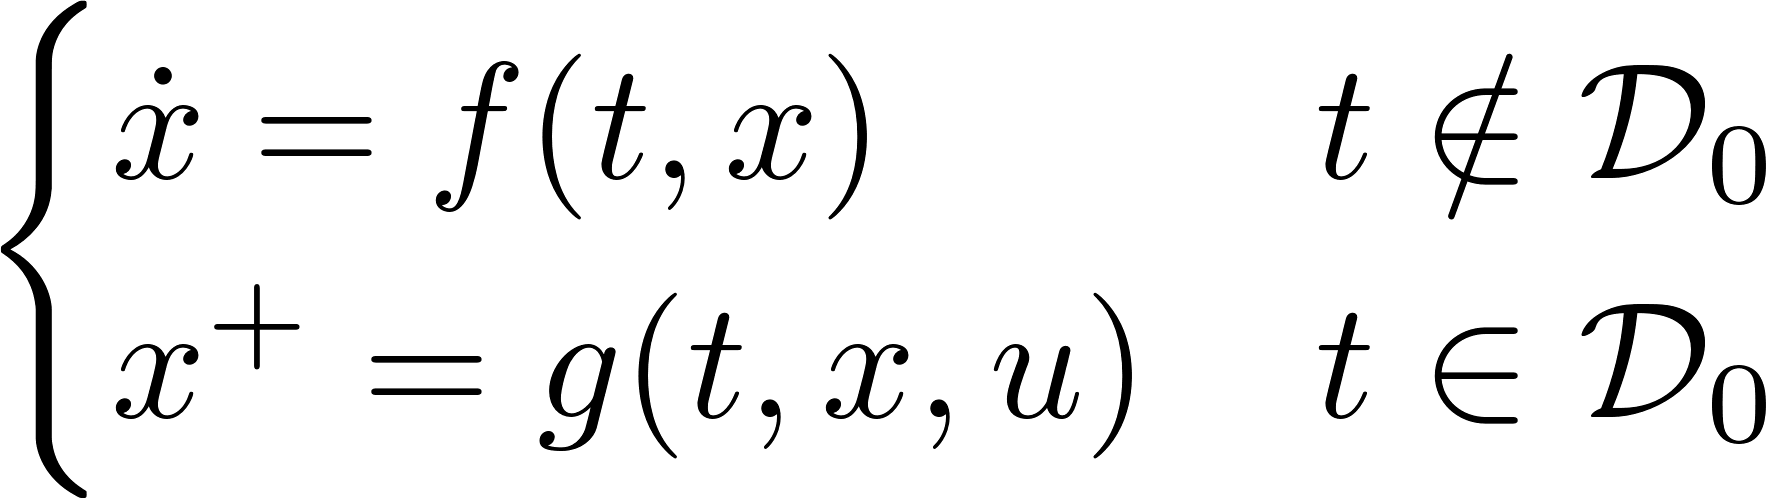 ẋ = f(t, x) t ∉ 𝒟₀
x⁺ = g(t, x, u) t ∈ 𝒟₀